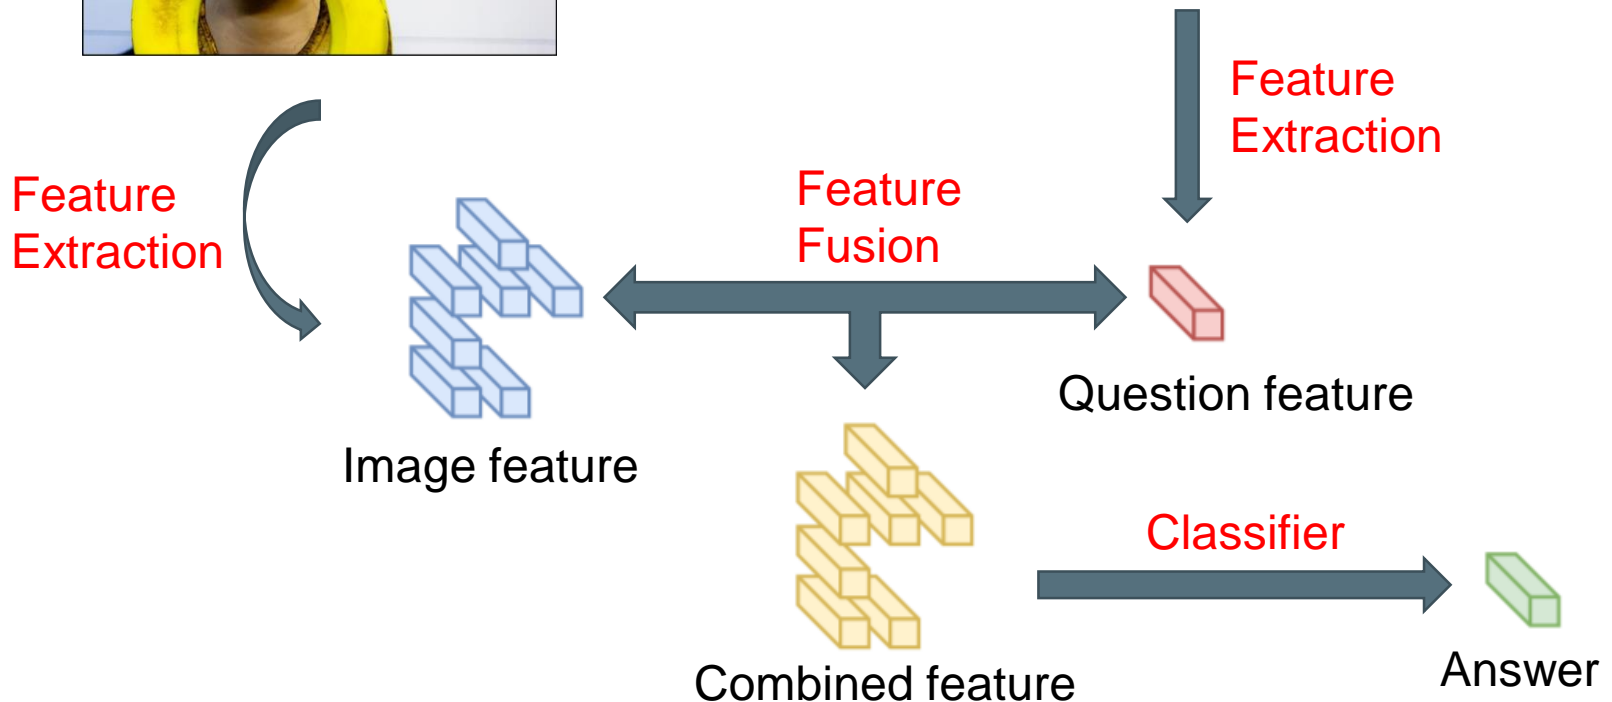 Feature
Extraction
Feature
Extraction
Feature
Fusion
Image feature
Question feature
Combined feature
Classifier
Answer